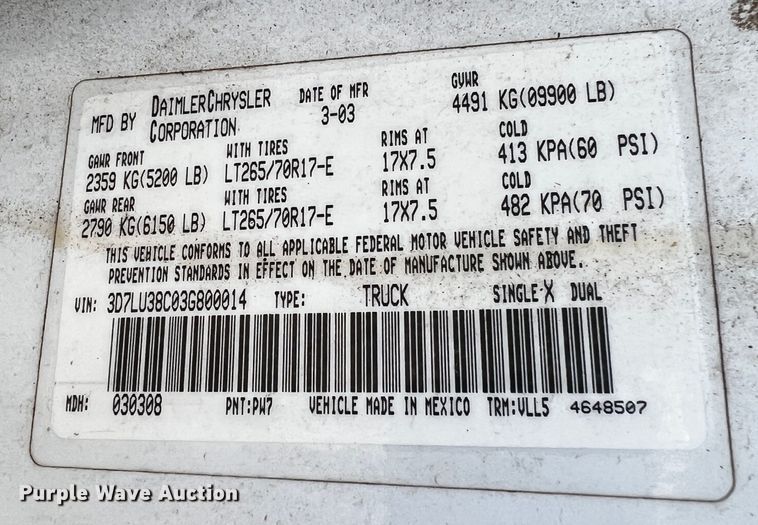 MFD BY DAIMLERCHRYSLER CORPORATION DATE OF MFR 3-03 GVWR 4491 KG(09900 LB)
GAWR FRONT WITH TIRES RIMS AT COLD
2359 KG(5200 LB) LT265/70R17-E 17X7.5 413 KPA(60 PSI)
GAWR REAR WITH TIRES RIMS AT COLD
2790 KG(6150 LB) LT265/70R17-E 17X7.5 482 KPA(70 PSI)
THIS VEHICLE CONFORMS TO ALL APPLICABLE FEDERAL MOTOR VEHICLE SAFETY AND THEFT
PREVENTION STANDARDS IN EFFECT ON THE DATE OF MANUFACTURE SHOWN ABOVE.
VIN: 3D7LU38C03G800014 TYPE: TRUCK SINGLE X DUAL
MDH: 030308 PNT:PW7 VEHICLE MADE IN MEXICO TRM:VLL5 4648507
Purple Wave Auction